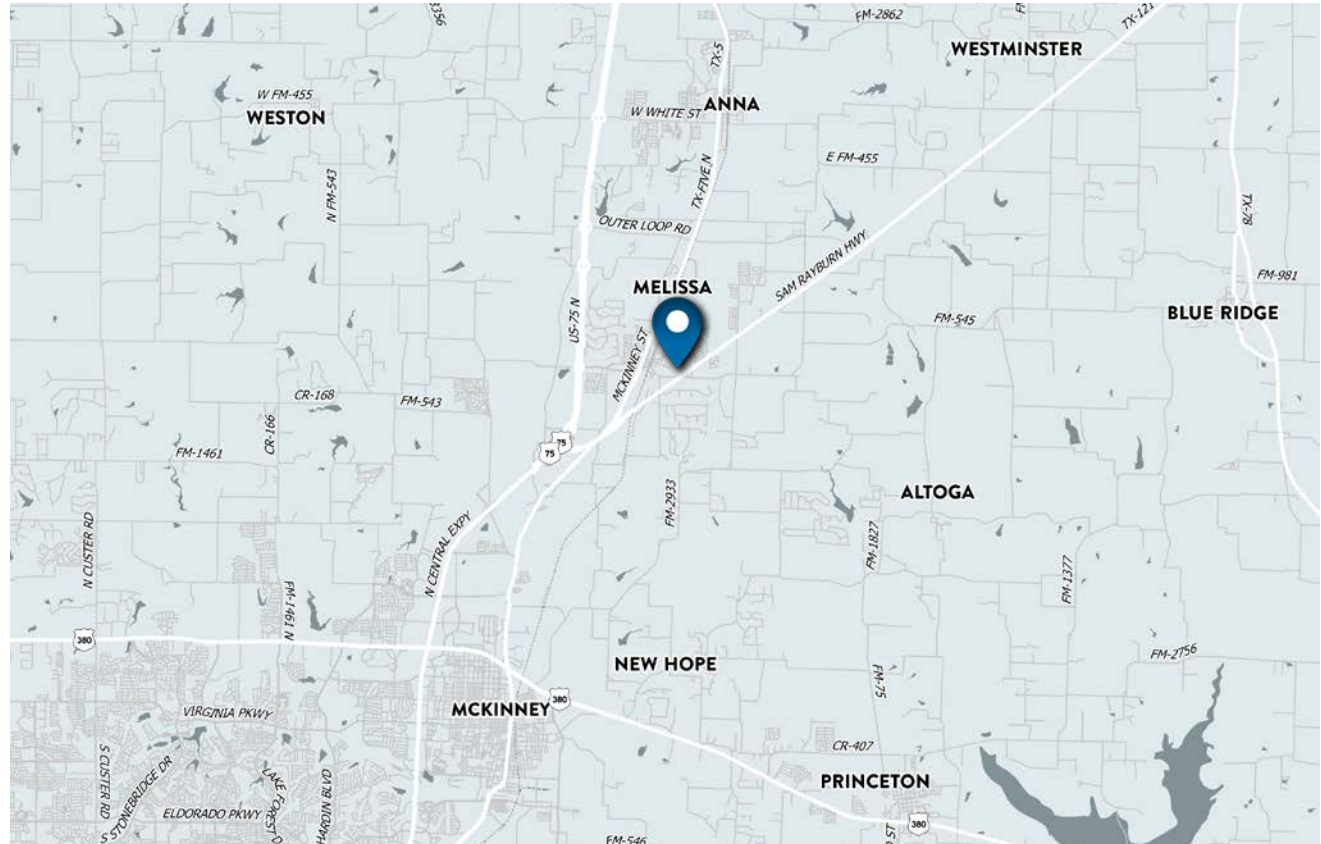 3356
FM-2862
TX-121
WESTMINSTER
TX-5
W FM-455
WESTON
W WHITE ST
ANNA
E FM-455
N FM-543
TX-FIVE N
TX-78
OUTER LOOP RD
SAM RAYBURN HWY
FM-981
MELISSA
US-75 N
BLUE RIDGE
FM-545
MCKINNEY ST
CR-168
FM-543
CR-166
75
75
FM-1461
ALTOGA
FM-2933
N CUSTER RD
N CENTRAL EXPY
FM-1827
FM-1377
FM-1461 N
380
FM-2756
NEW HOPE
FM-75
380
MCKINNEY
VIRGINIA PKWY
CR-407
S CUSTER RD
S STONEBRIDGE DR
LAKE FOREST D
HARDIN BLVD
PRINCETON
ELDORADO PKWY
380
FM-546